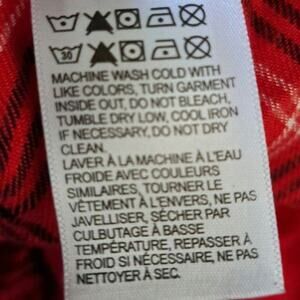 30
MACHINE WASH COLD WITH
LIKE COLORS, TURN GARMENT
INSIDE OUT, DO NOT BLEACH,
TUMBLE DRY LOW, COOL IRON
IF NECESSARY, DO NOT DRY
CLEAN.
LAVER À LA MACHINE À L'EAU
FROIDE AVEC COULEURS
SIMILAIRES, TOURNER LE
VÊTEMENT À L'ENVERS, NE PAS
JAVELLISER, SÉCHER PAR
CULBUTAGE À BASSE
TEMPÉRATURE, REPASSER À
FROID SI NÉCESSAIRE, NE PAS
NETTOYER À SEC.